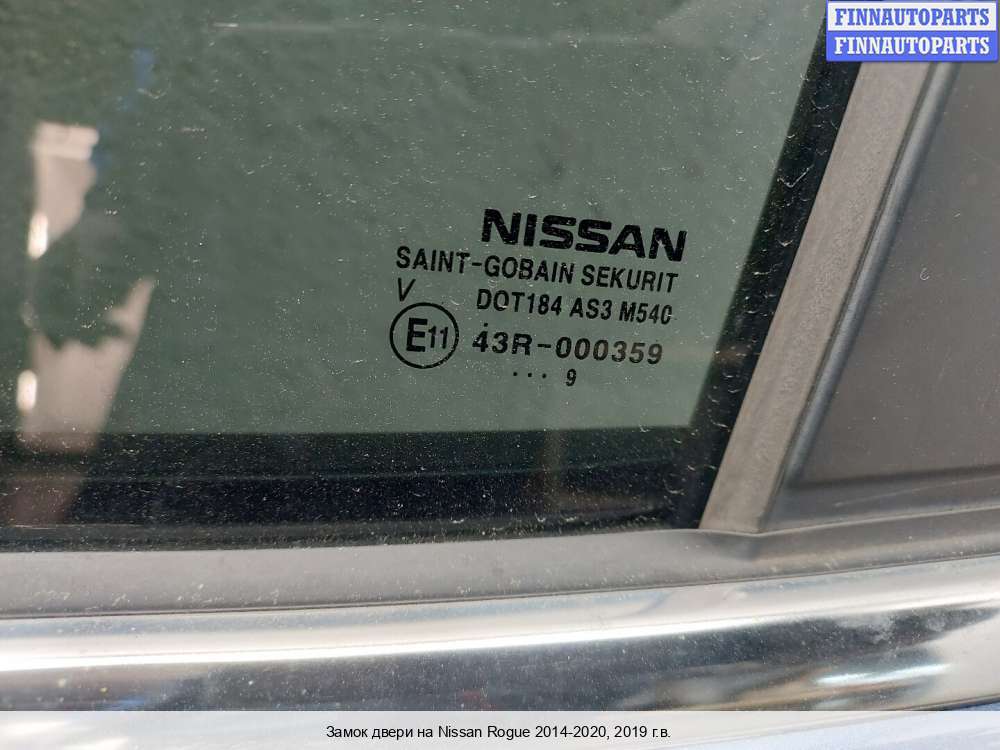 FINNAUTOPARTS
FINNAUTOPARTS
NISSAN
SAINT-GOBAIN SEKURIT
V DOT184 AS3 M540
E11 43R-000359
... 9
Замок двери на Nissan Rogue 2014-2020, 2019 г.в.